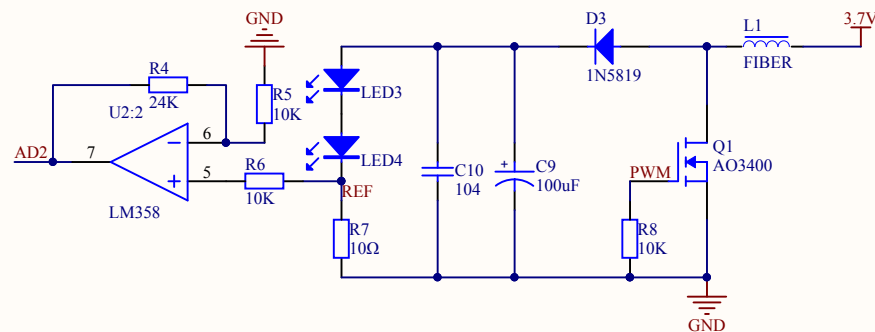 GND
D3
L1
3.7V
R4
1N5819
FIBER
24K
U2:2
R5
10K
LED3
6
Q1
AO3400
AD2
7
LED4
5
R6
C10
104
C9
100uF
PWM
10K
REF
LM358
R7
10Ω
R8
10K
+
GND